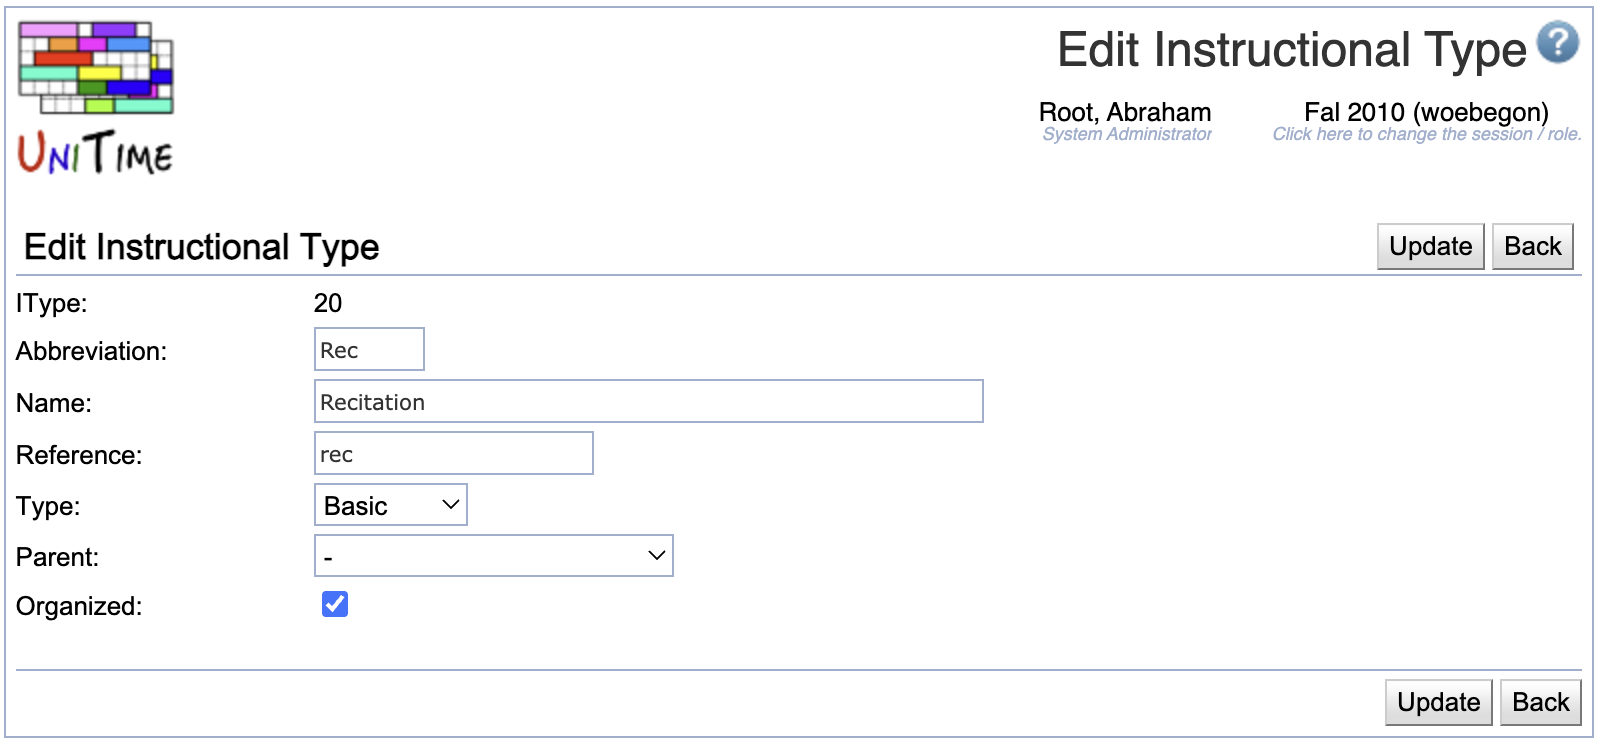 Edit Instructional Type ?
Root, Abraham Fal 2010 (woebegon)
System Administrator Click here to change the session / role.
UNITIME
Edit Instructional Type Update Back
IType: 20
Abbreviation: Rec
Name: Recitation
Reference: rec
Type: Basic
Parent: -
Organized:
Update Back